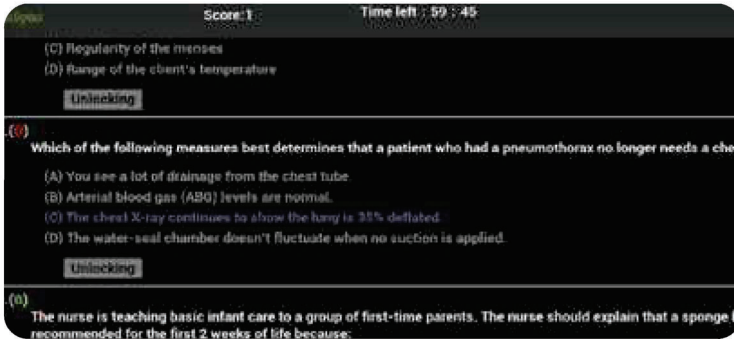 Score: 1
Time left : 59 : 45
(C) Regularity of the menses
(D) Range of the client's temperature
Unlocking
.(0)
Which of the following measures best determines that a patient who had a pneumothorax no longer needs a che
(A) You see a lot of drainage from the chest tube.
(B) Arterial blood gas (ABG) levels are normal.
(C) The chest X-ray continues to show the lung is 35% deflated.
(D) The water-seal chamber doesn't fluctuate when no suction is applied.
Unlocking
.(0)
The nurse is teaching basic infant care to a group of first-time parents. The nurse should explain that a sponge
recommended for the first 2 weeks of life because: